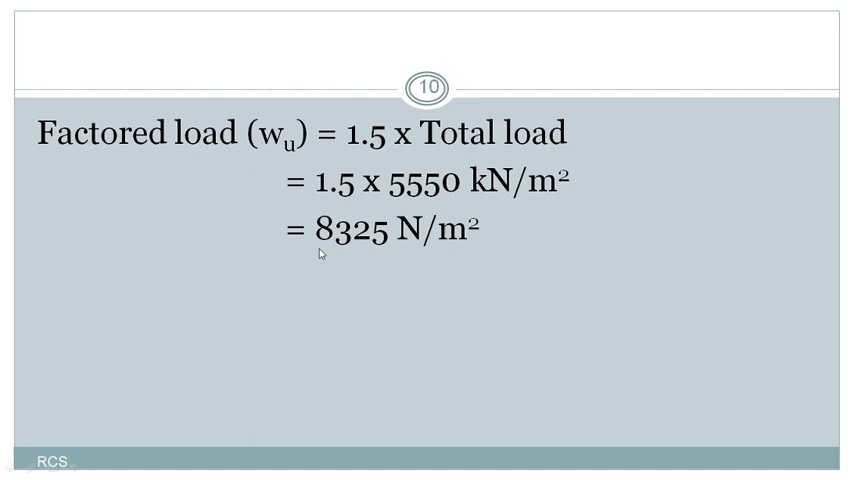 10
Factored load (wᵤ) = 1.5 x Total load
= 1.5 x 5550 kN/m²
= 8325 N/m²
RCS